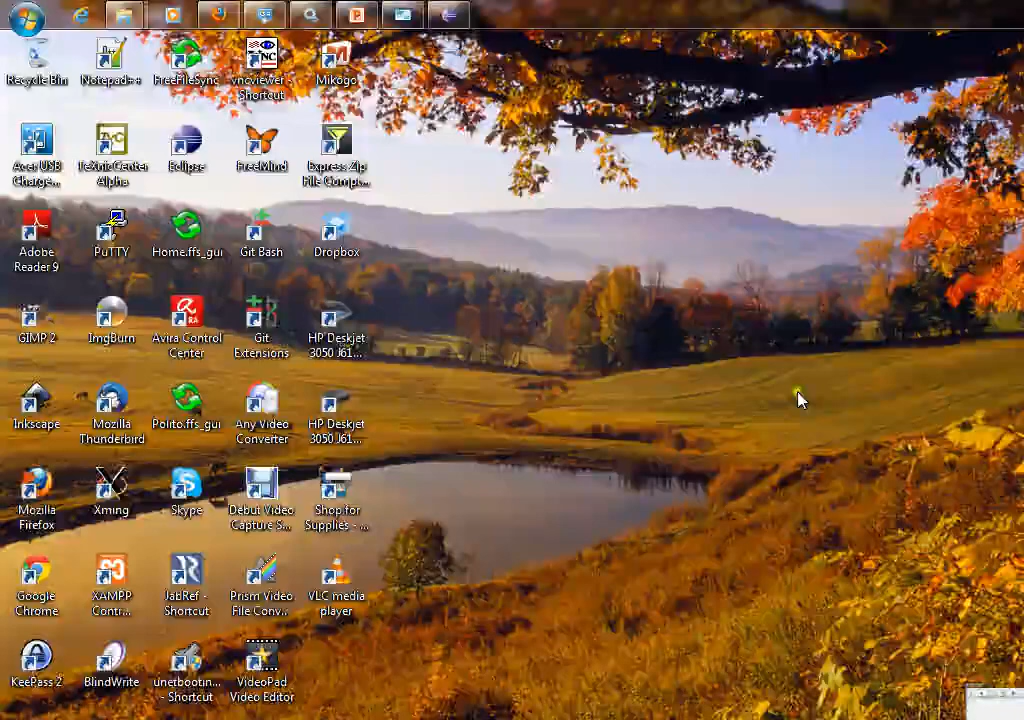 Recycle Bin
Notepad++
FreeFileSync
vncviewer -
Shortcut
Mikogo
Acer USB
Charge...
TeXnicCenter
Alpha
Eclipse
FreeMind
Express Zip
File Compr...
Adobe
Reader 9
PuTTY
Home.ffs_gui
Git Bash
Dropbox
GIMP 2
ImgBurn
Avira Control
Center
Git
Extensions
HP Deskjet
3050 J61...
Inkscape
Mozilla
Thunderbird
Polito.ffs_gui
Any Video
Converter
HP Deskjet
3050 J61...
Mozilla
Firefox
Xming
Skype
Debut Video
Capture S...
Shop for
Supplies - ...
Google
Chrome
XAMPP
Contr...
JabRef -
Shortcut
Prism Video
File Conv...
VLC media
player
KeePass 2
BlindWrite
unetbootin...
- Shortcut
VideoPad
Video Editor